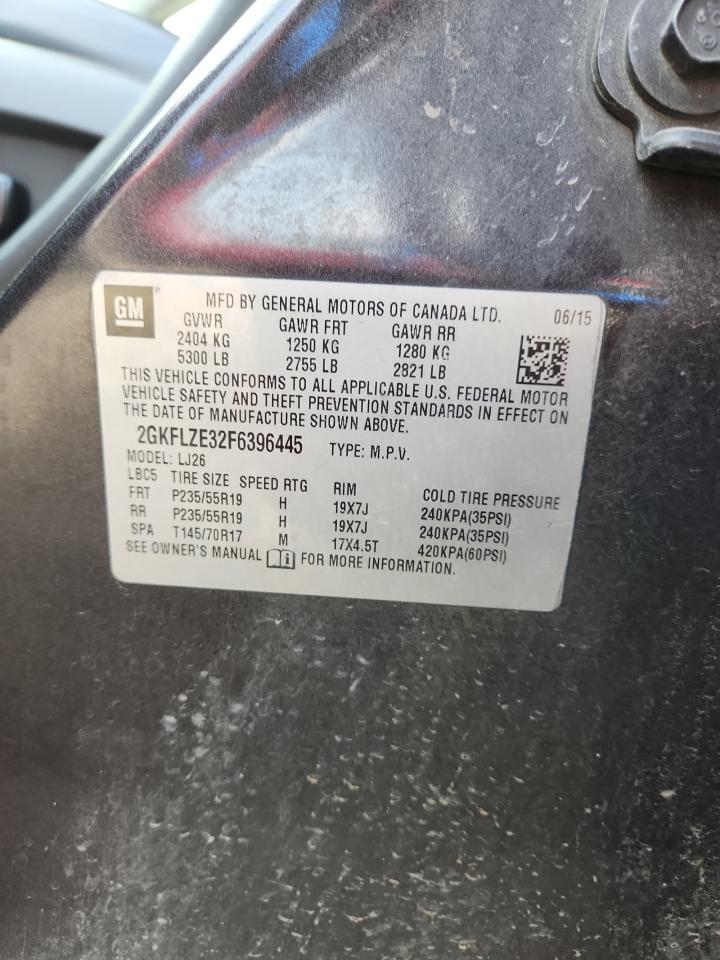 GM
MFD BY GENERAL MOTORS OF CANADA LTD. 06/15
GVWR GAWR FRT GAWR RR
2404 KG 1250 KG 1280 KG
5300 LB 2755 LB 2821 LB
THIS VEHICLE CONFORMS TO ALL APPLICABLE U.S. FEDERAL MOTOR
VEHICLE SAFETY AND THEFT PREVENTION STANDARDS IN EFFECT ON
THE DATE OF MANUFACTURE SHOWN ABOVE.
2GKFLZE32F6396445 TYPE: M.P.V.
MODEL: LJ26
LBC5 TIRE SIZE SPEED RTG RIM COLD TIRE PRESSURE
FRT P235/55R19 H 19X7J 240KPA(35PSI)
RR P235/55R19 H 19X7J 240KPA(35PSI)
SPA T145/70R17 M 17X4.5T 420KPA(60PSI)
SEE OWNER'S MANUAL FOR MORE INFORMATION.